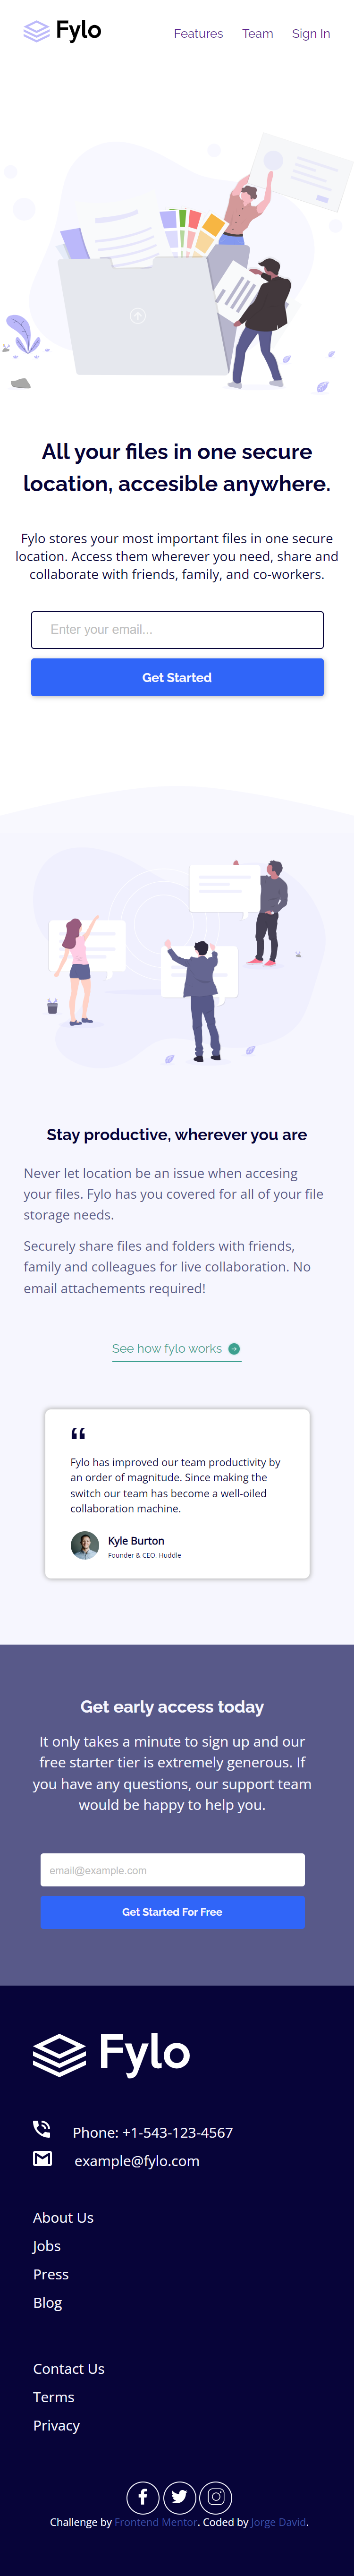 Fylo
Features Team Sign In
All your files in one secure
location, accesible anywhere.
Fylo stores your most important files in one secure
location. Access them wherever you need, share and
collaborate with friends, family, and co-workers.
Enter your email...
Get Started
Stay productive, wherever you are
Never let location be an issue when accesing
your files. Fylo has you covered for all of your file
storage needs.
Securely share files and folders with friends,
family and colleagues for live collaboration. No
email attachements required!
See how fylo works
“
Fylo has improved our team productivity by
an order of magnitude. Since making the
switch our team has become a well-oiled
collaboration machine.
Kyle Burton
Founder & CEO, Huddle
Get early access today
It only takes a minute to sign up and our
free starter tier is extremely generous. If
you have any questions, our support team
would be happy to help you.
email@example.com
Get Started For Free
Fylo
Phone: +1-543-123-4567
example@fylo.com
About Us
Jobs
Press
Blog
Contact Us
Terms
Privacy
Challenge by Frontend Mentor. Coded by Jorge David.